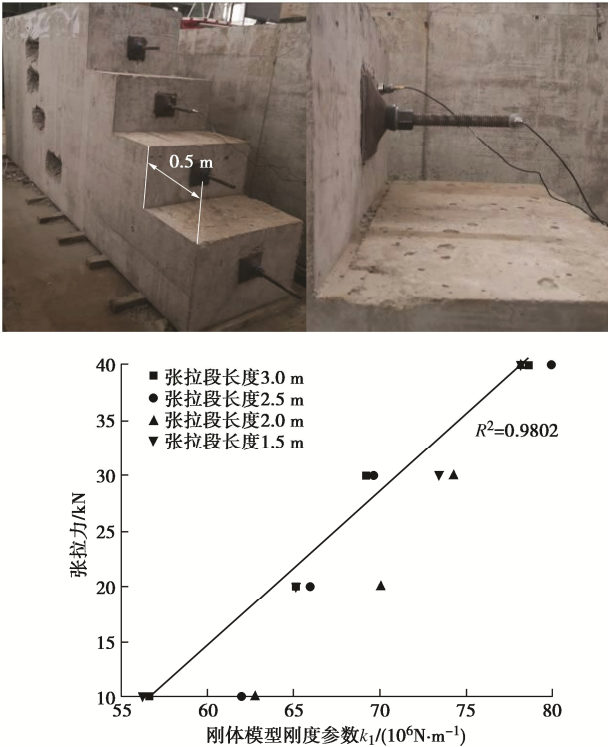 0.5 m
40
35
30
25
20
15
10
张拉力/kN
■ 张拉段长度3.0 m
● 张拉段长度2.5 m
▲ 张拉段长度2.0 m
▼ 张拉段长度1.5 m
R²=0.9802
55 60 65 70 75 80
刚体模型刚度参数k₁/(10⁶N·m⁻¹)